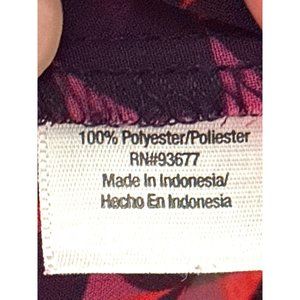 100% Polyester/Poliester
RN#93677
Made In Indonesia/
Hecho En Indonesia